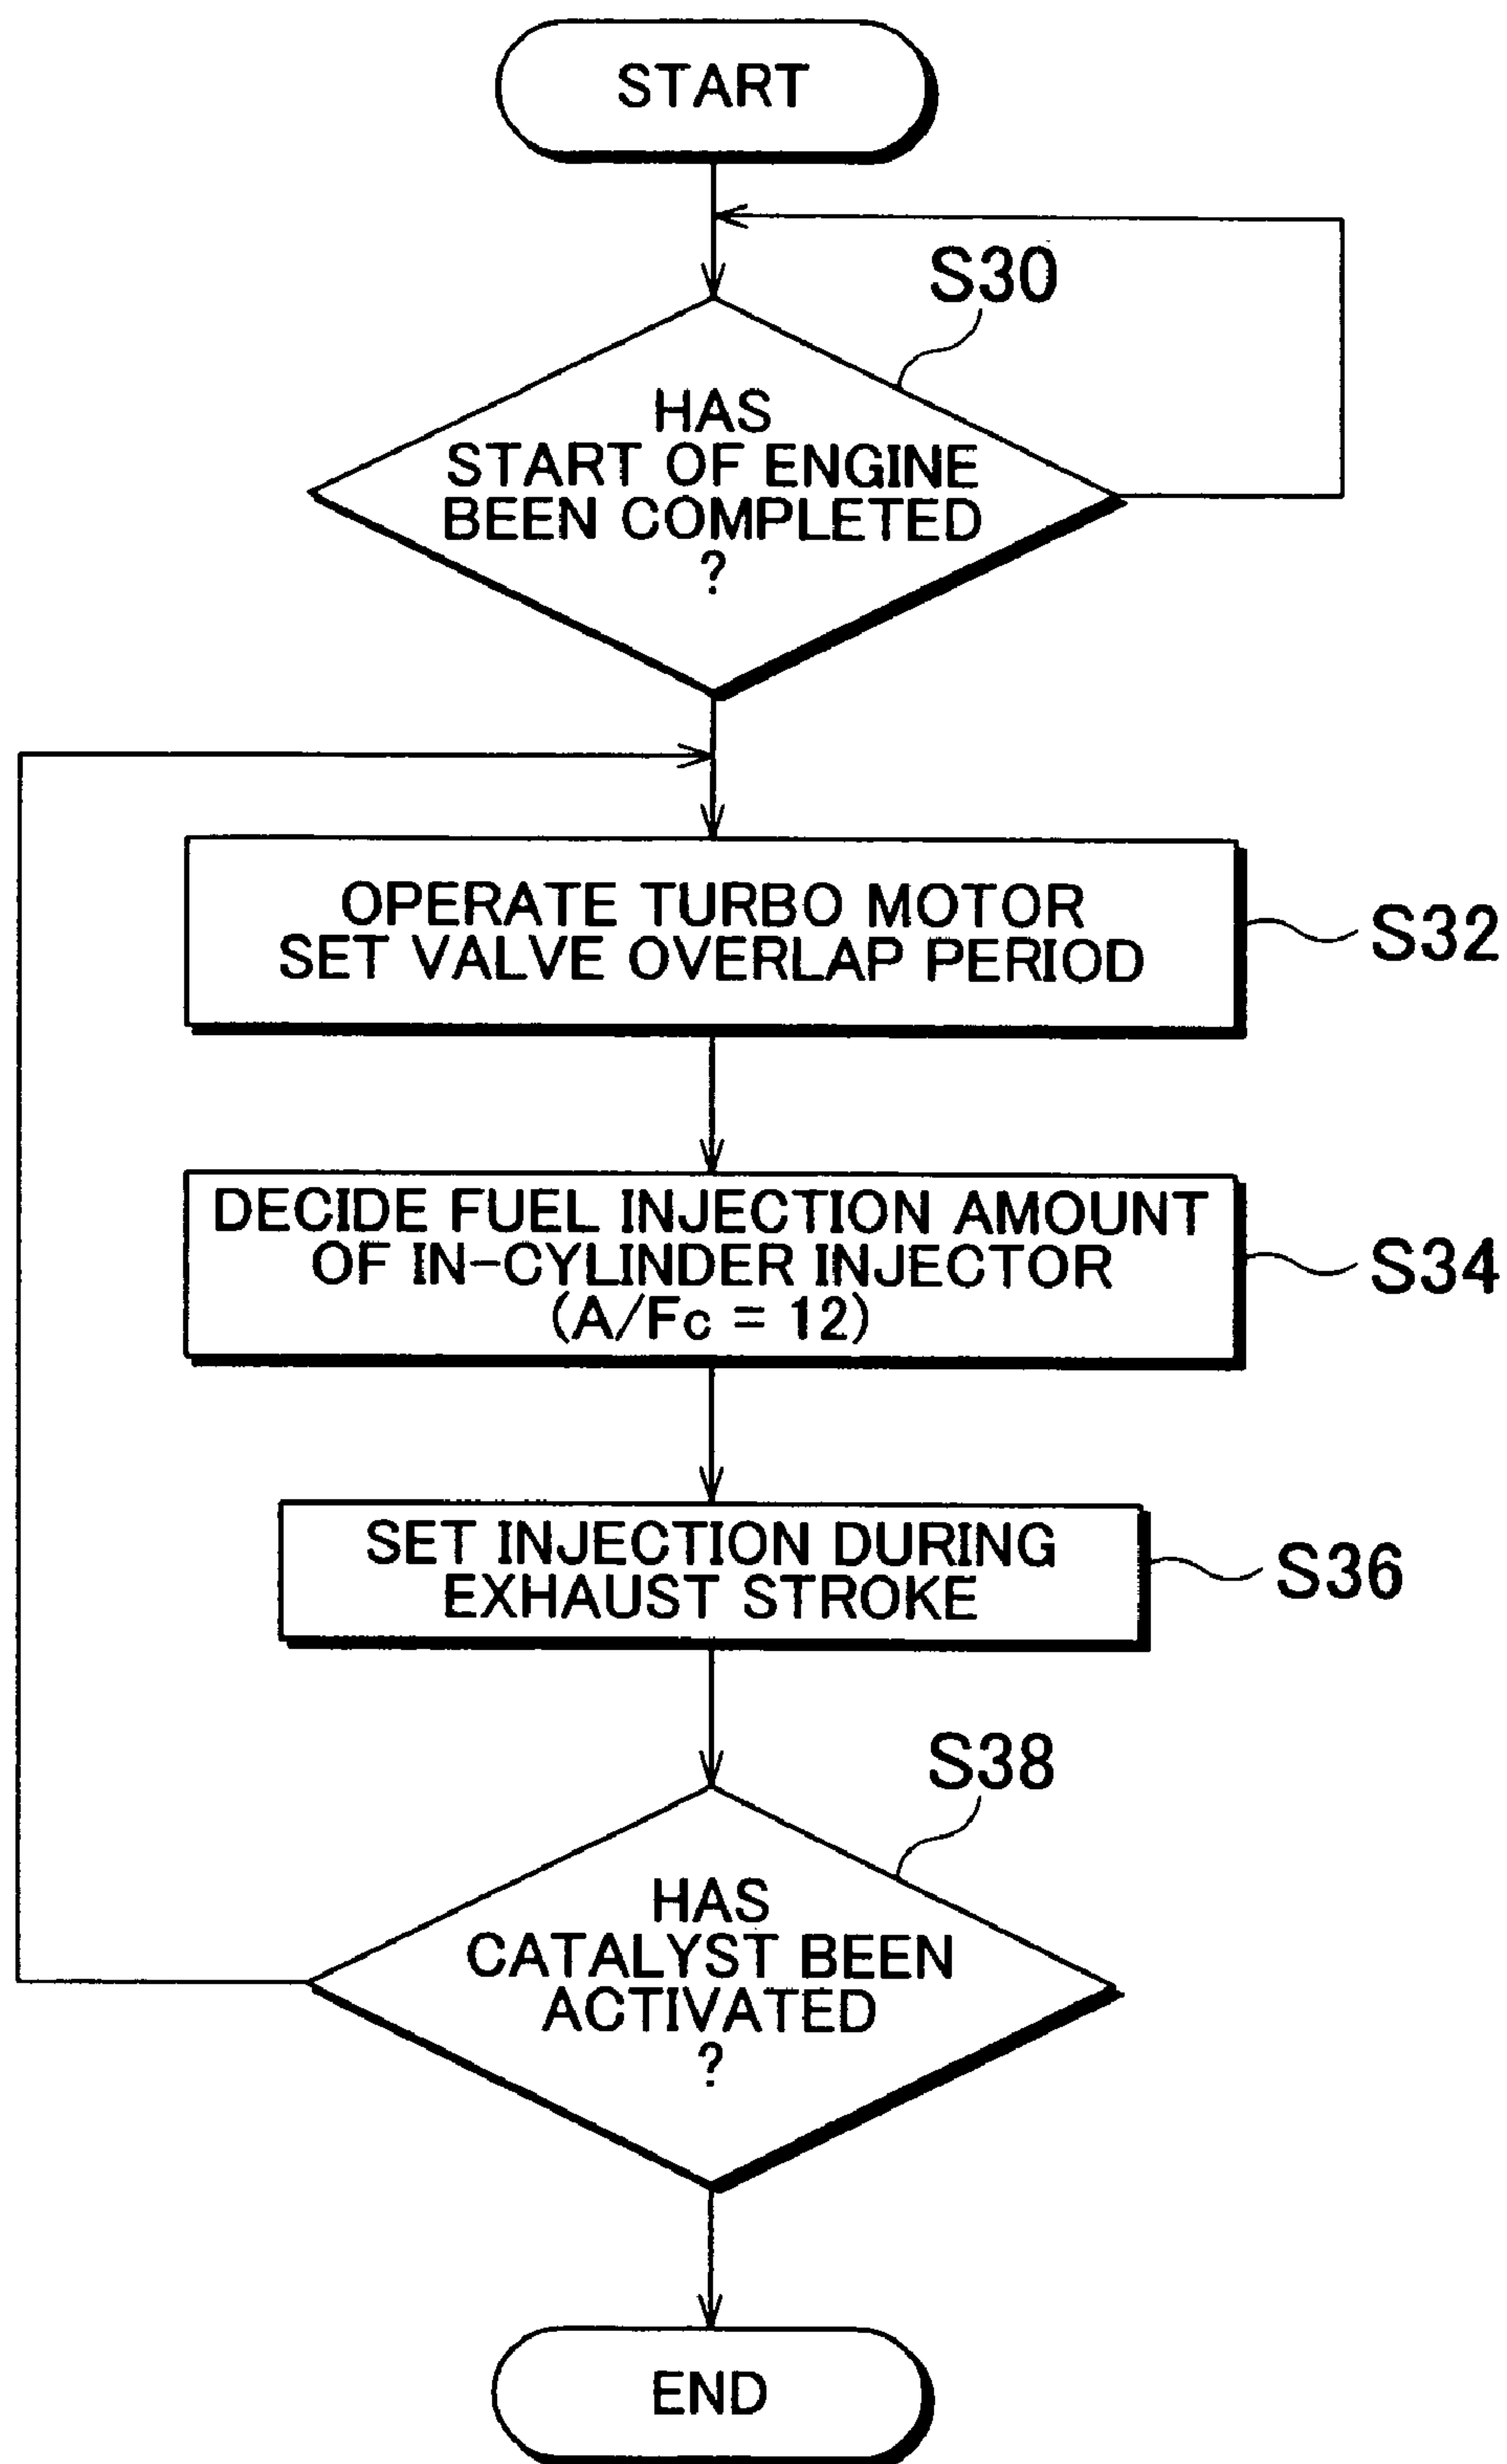 START
S30
HAS
START OF ENGINE
BEEN COMPLETED
?
OPERATE TURBO MOTOR
SET VALVE OVERLAP PERIOD
S32
DECIDE FUEL INJECTION AMOUNT
OF IN-CYLINDER INJECTOR
(A/Fc = 12)
S34
SET INJECTION DURING
EXHAUST STROKE
S36
S38
HAS
CATALYST BEEN
ACTIVATED
?
END